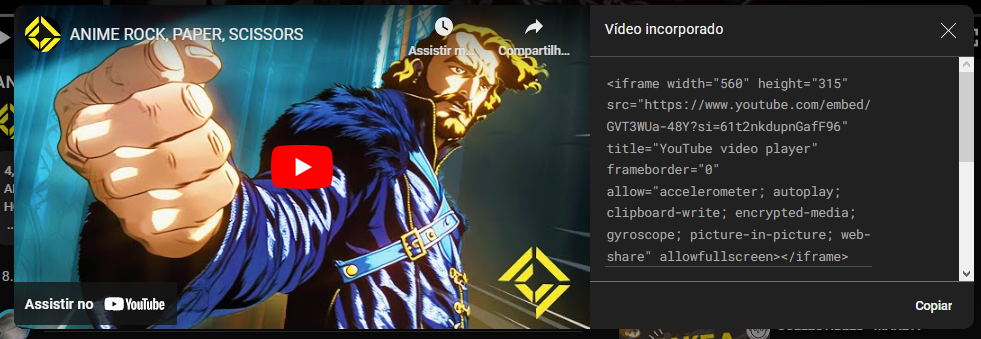 ANIME ROCK, PAPER, SCISSORS
Assistir m...
Compartilh...
Assistir no YouTube
Vídeo incorporado
<iframe width="560" height="315"
src="https://www.youtube.com/embed/
GVT3WUa-48Y?si=61t2nkdupnGafF96"
title="YouTube video player"
frameborder="0"
allow="accelerometer; autoplay;
clipboard-write; encrypted-media;
gyroscope; picture-in-picture; web-
share" allowfullscreen></iframe>
Copiar